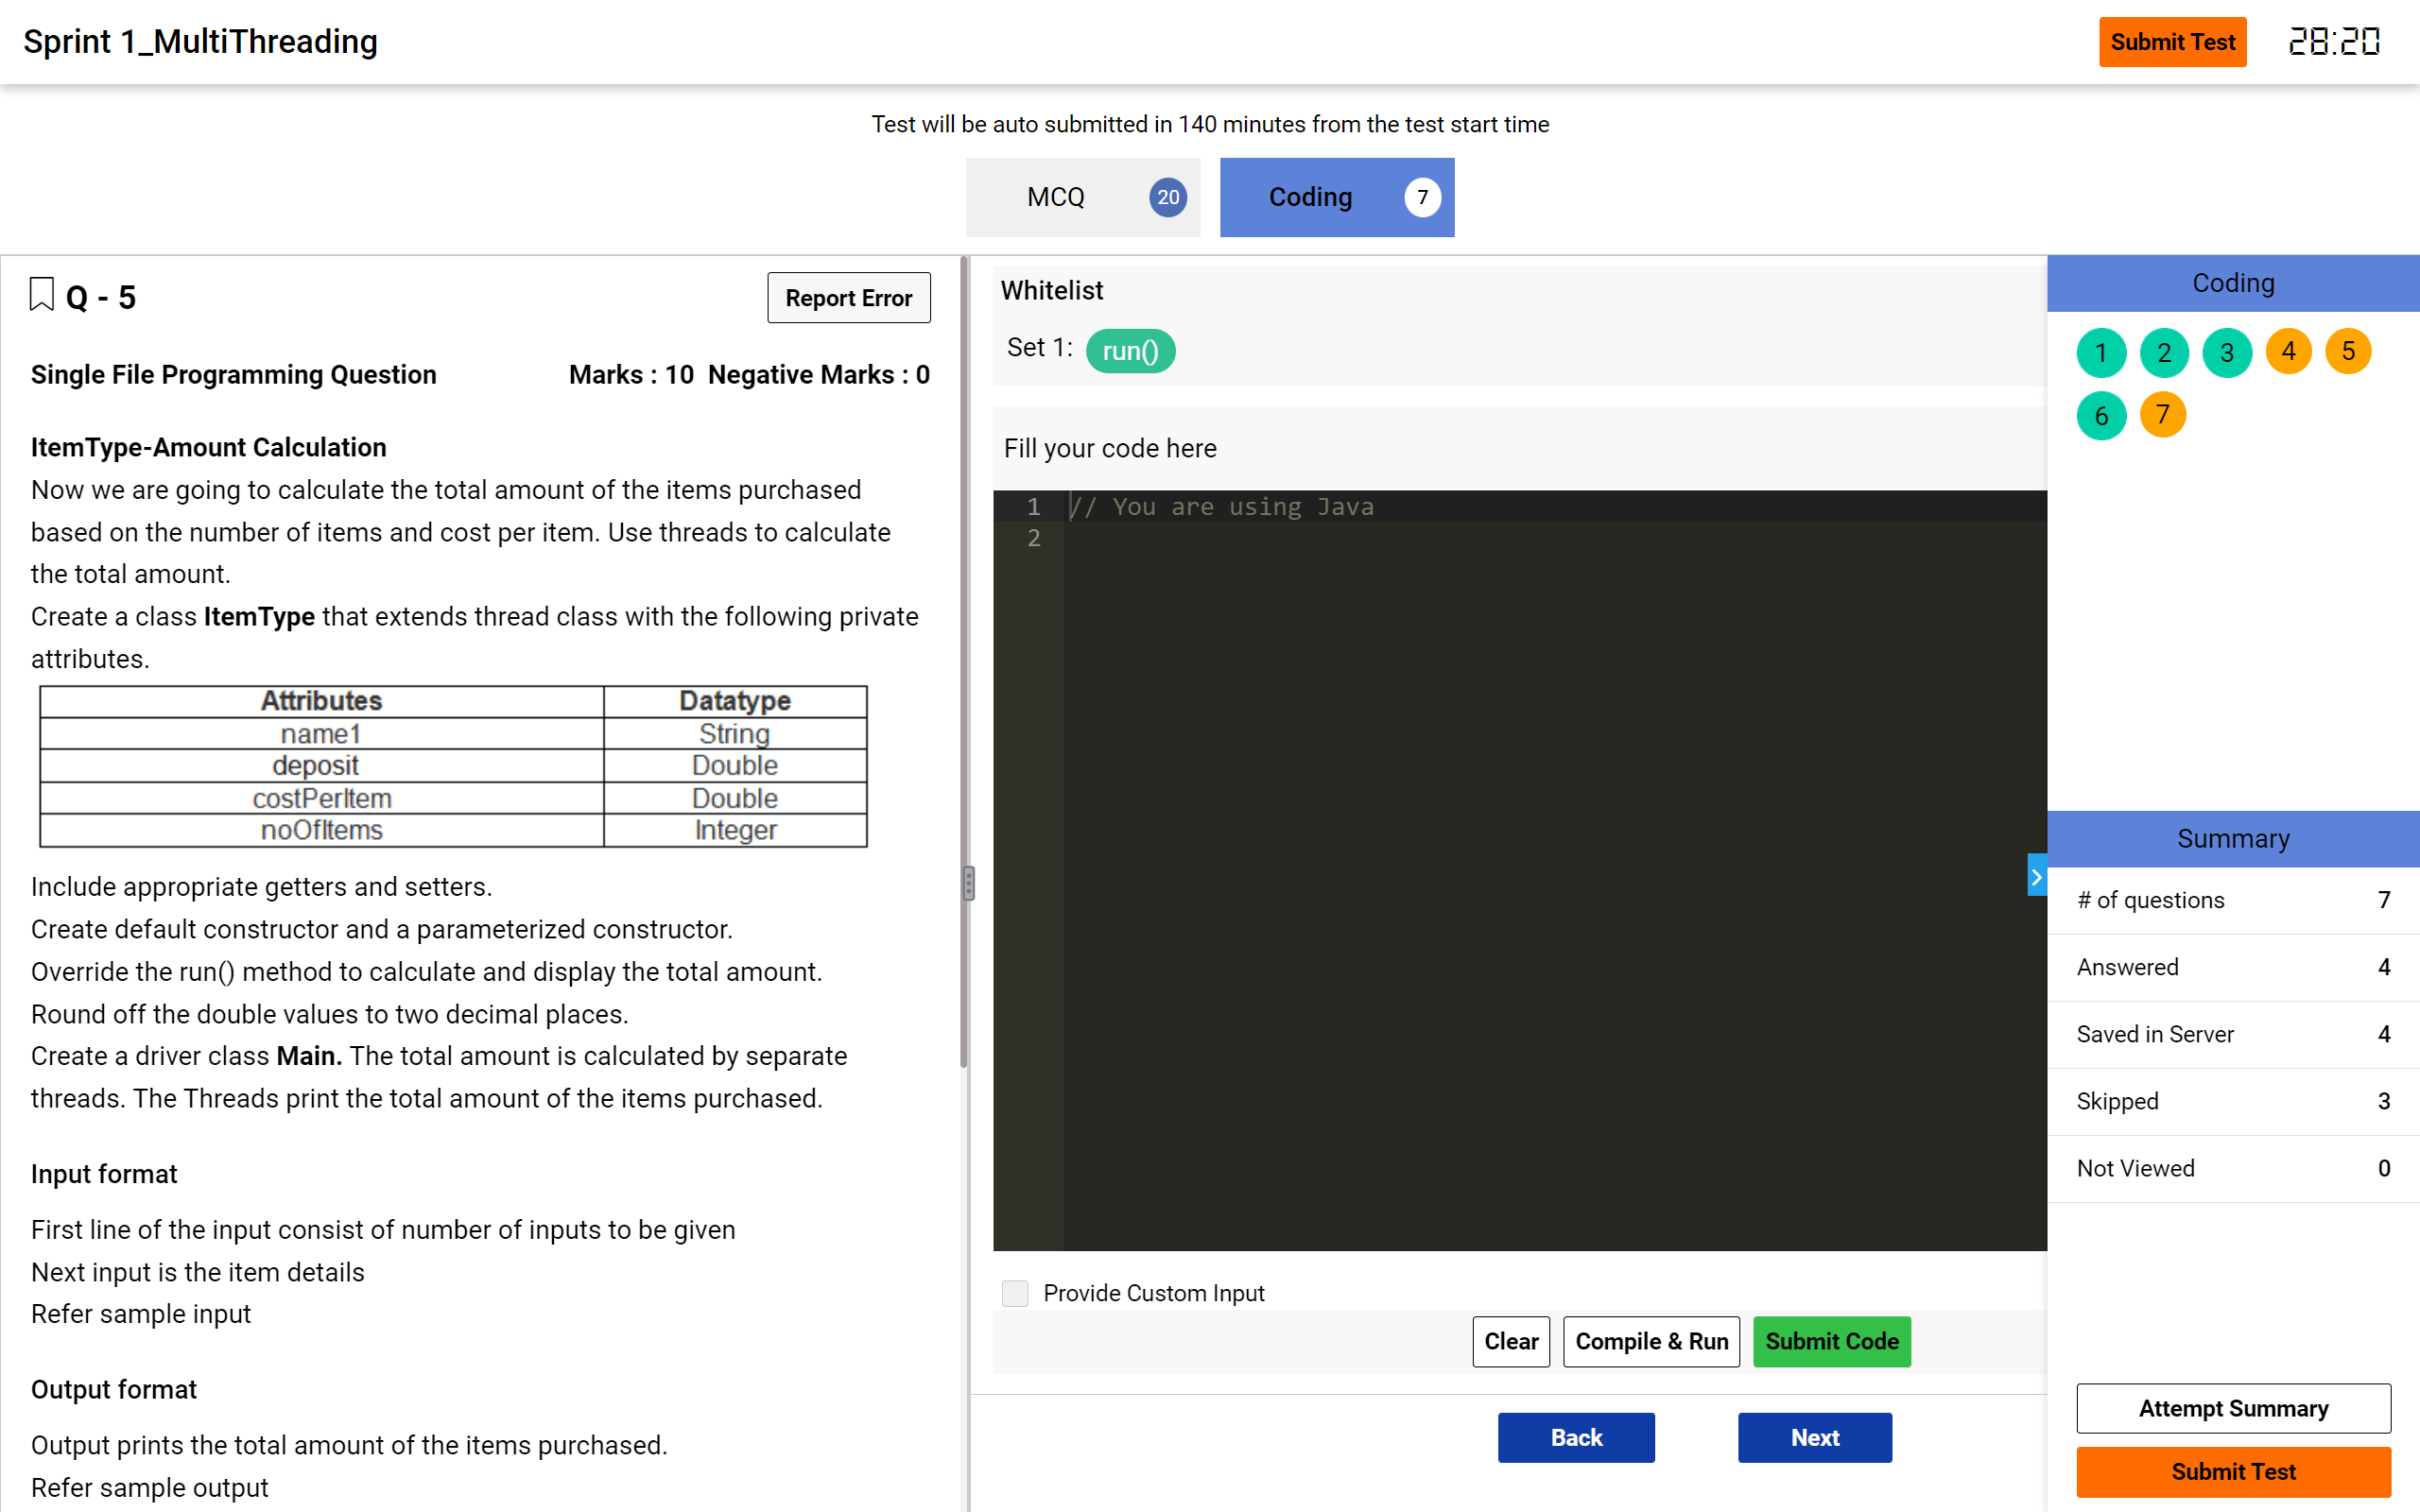 Sprint 1_MultiThreading
Submit Test
28:20
Test will be auto submitted in 140 minutes from the test start time
MCQ 20
Coding 7
Q - 5
Report Error
Single File Programming Question
Marks : 10 Negative Marks : 0
ItemType-Amount Calculation
Now we are going to calculate the total amount of the items purchased
based on the number of items and cost per item. Use threads to calculate
the total amount.
Create a class ItemType that extends thread class with the following private
attributes.
Attributes Datatype
name1 String
deposit Double
costPerItem Double
noOfItems Integer
Include appropriate getters and setters.
Create default constructor and a parameterized constructor.
Override the run() method to calculate and display the total amount.
Round off the double values to two decimal places.
Create a driver class Main. The total amount is calculated by separate
threads. The Threads print the total amount of the items purchased.
Input format
First line of the input consist of number of inputs to be given
Next input is the item details
Refer sample input
Output format
Output prints the total amount of the items purchased.
Refer sample output
Whitelist
Set 1: run()
Fill your code here
1 // You are using Java
2
Provide Custom Input
Clear
Compile & Run
Submit Code
Back
Next
Coding
1 2 3 4 5
6 7
Summary
# of questions 7
Answered 4
Saved in Server 4
Skipped 3
Not Viewed 0
Attempt Summary
Submit Test